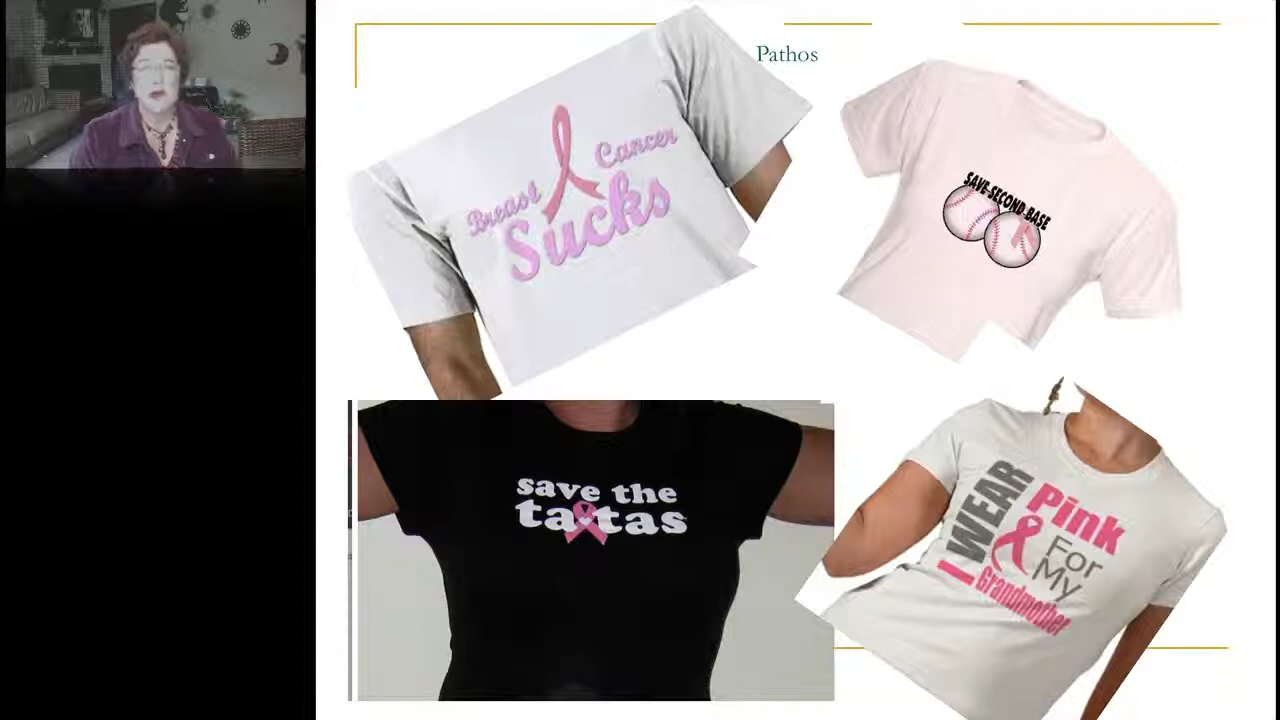 Pathos
Breast Cancer
Sucks
SAVE SECOND BASE
save the
ta tas
I WEAR
Pink
For
My
Grandmother